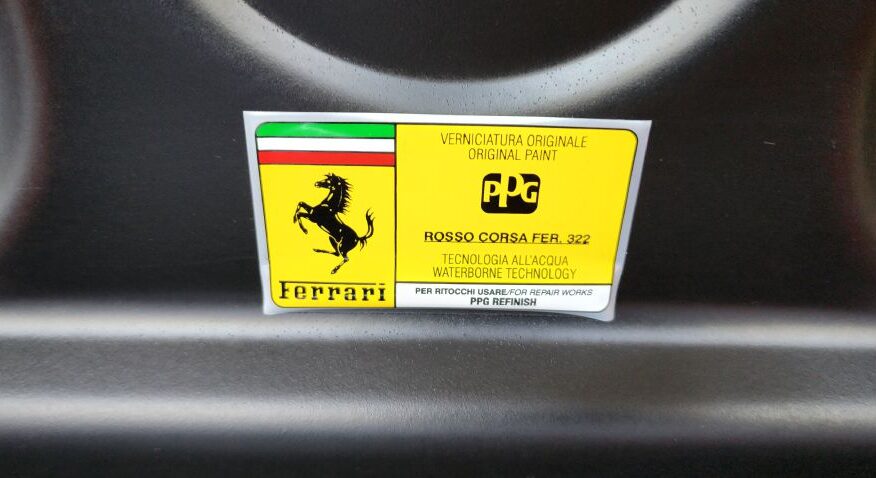 VERNICIATURA ORIGINALE
ORIGINAL PAINT
PPG
ROSSO CORSA FER. 322
TECNOLOGIA ALL'ACQUA
WATERBORNE TECHNOLOGY
Ferrari
PER RITOCCHI USARE/FOR REPAIR WORKS
PPG REFINISH